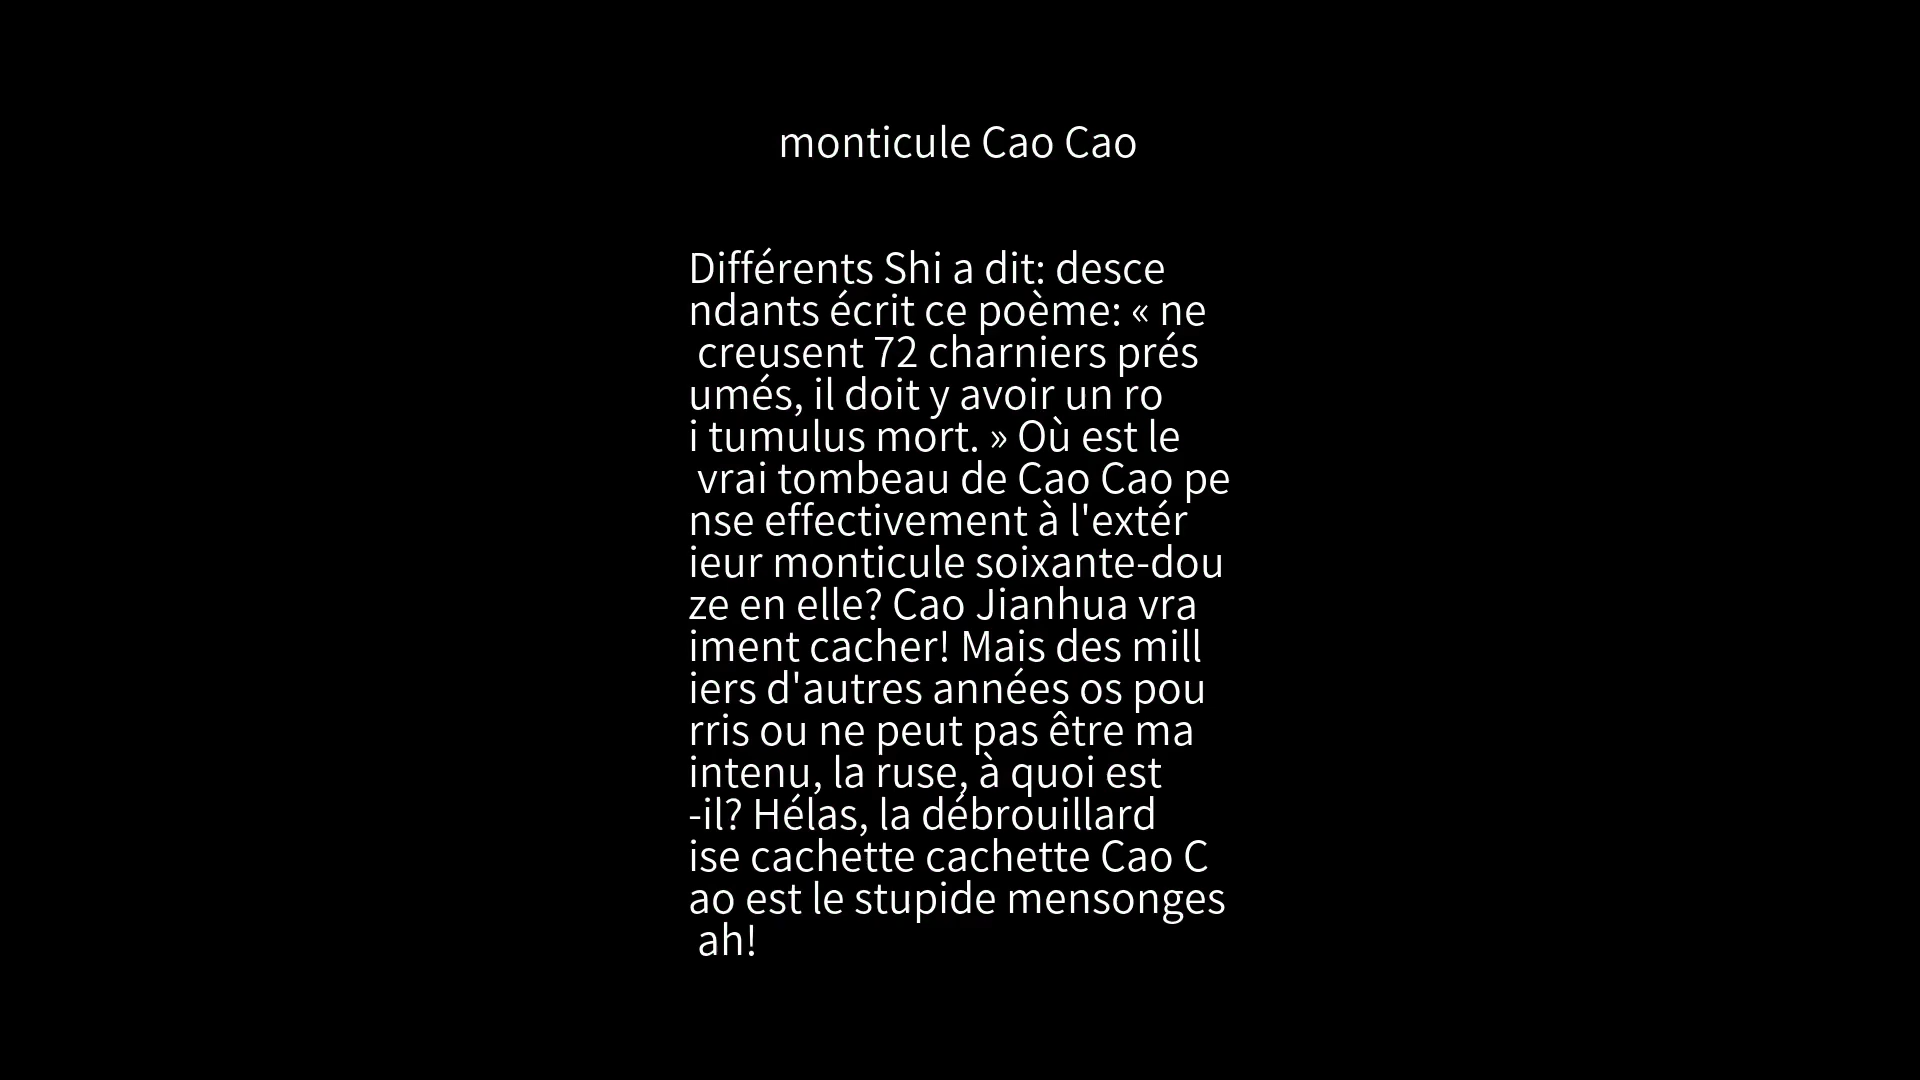 monticule Cao Cao
Différents Shi a dit: desce
ndants écrit ce poème: « ne
creusent 72 charniers prés
umés, il doit y avoir un ro
i tumulus mort. » Où est le
vrai tombeau de Cao Cao pe
nse effectivement à l'extér
ieur monticule soixante-dou
ze en elle? Cao Jianhua vra
iment cacher! Mais des mill
iers d'autres années os pou
rris ou ne peut pas être ma
intenu, la ruse, à quoi est
-il? Hélas, la débrouillard
ise cachette cachette Cao C
ao est le stupide mensonges
ah!